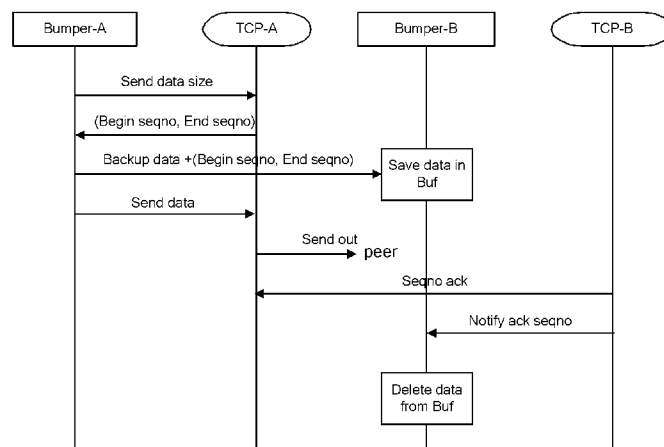 Bumper-A
TCP-A
Bumper-B
TCP-B
Send data size
(Begin seqno, End seqno)
Backup data +(Begin seqno, End seqno)
Save data in
Buf
Send data
Send out
peer
Seqno ack
Notify ack seqno
Delete data
from Buf